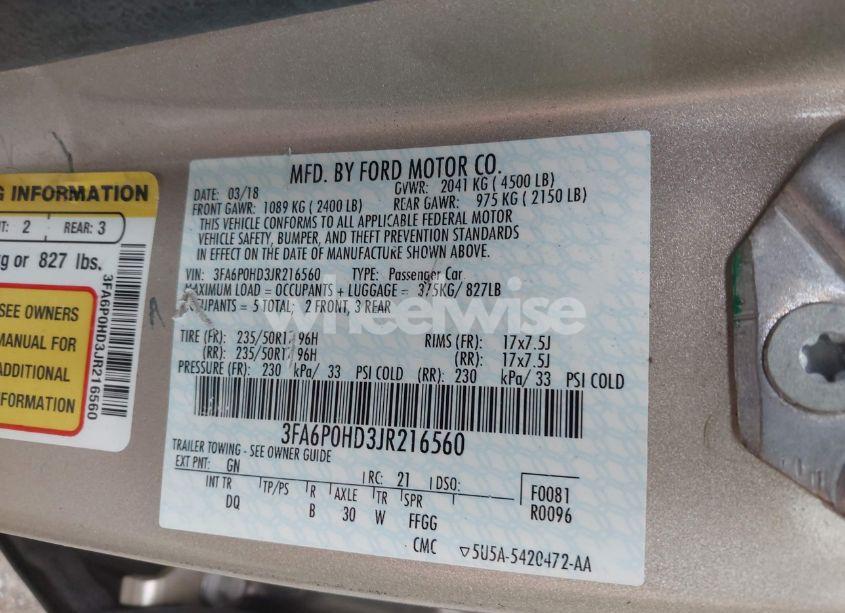 G INFORMATION
NT: 2 REAR: 3
kg or 827 lbs.
SEE OWNERS
MANUAL FOR
ADDITIONAL
INFORMATION
3FA6P0HD3JR216560
MFD. BY FORD MOTOR CO.
DATE: 03/18 GVWR: 2041 KG ( 4500 LB)
FRONT GAWR: 1089 KG ( 2400 LB) REAR GAWR: 975 KG ( 2150 LB)
THIS VEHICLE CONFORMS TO ALL APPLICABLE FEDERAL MOTOR
VEHICLE SAFETY, BUMPER, AND THEFT PREVENTION STANDARDS
IN EFFECT ON THE DATE OF MANUFACTURE SHOWN ABOVE.
VIN: 3FA6P0HD3JR216560 TYPE: Passenger Car
MAXIMUM LOAD = OCCUPANTS + LUGGAGE = 375KG/ 827LB
OCCUPANTS = 5 TOTAL; 2 FRONT, 3 REAR
wheelwise
TIRE (FR): 235/50R17 96H RIMS (FR): 17x7.5J
(RR): 235/50R17 96H (RR): 17x7.5J
PRESSURE (FR): 230 kPa/ 33 PSI COLD (RR): 230 kPa/ 33 PSI COLD
3FA6P0HD3JR216560
TRAILER TOWING - SEE OWNER GUIDE
EXT PNT: GN RC: 21 DSO:
INT TR TP/PS R AXLE TR SPR F0081
DQ B 30 W FFGG R0096
CMC ▽5U5A-5420472-AA